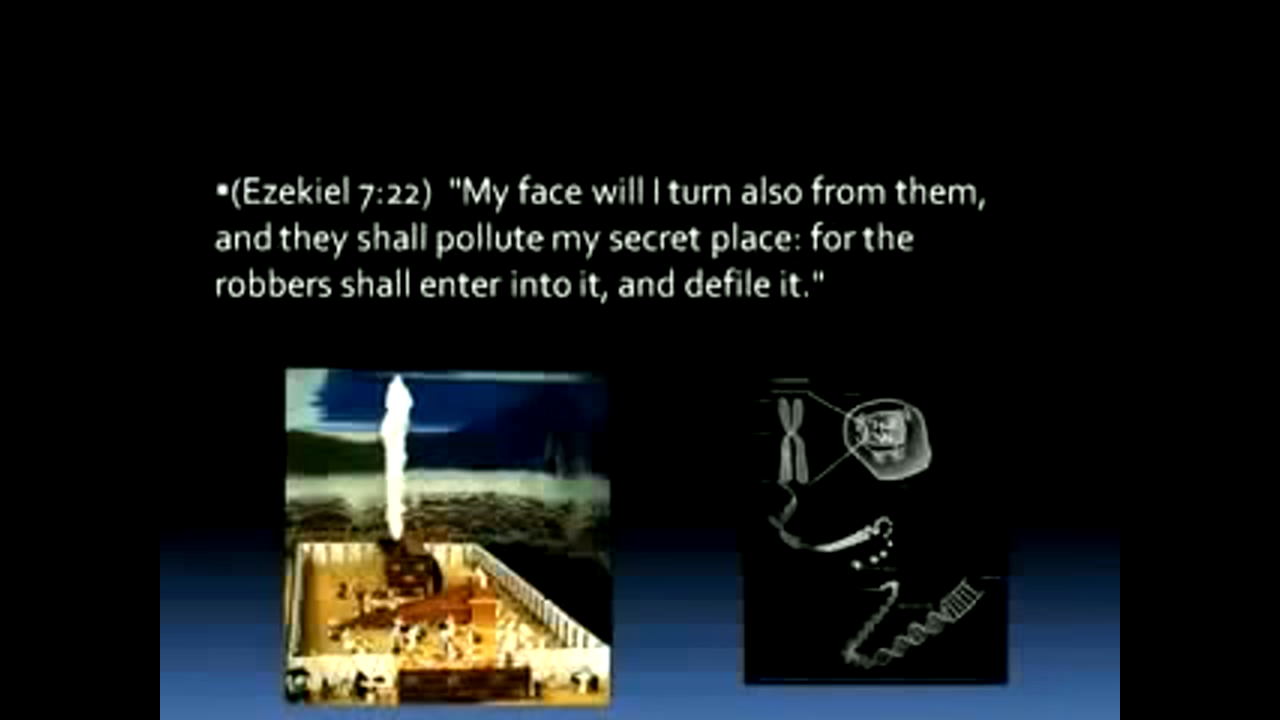 ▪(Ezekiel 7:22) "My face will I turn also from them,
and they shall pollute my secret place: for the
robbers shall enter into it, and defile it."